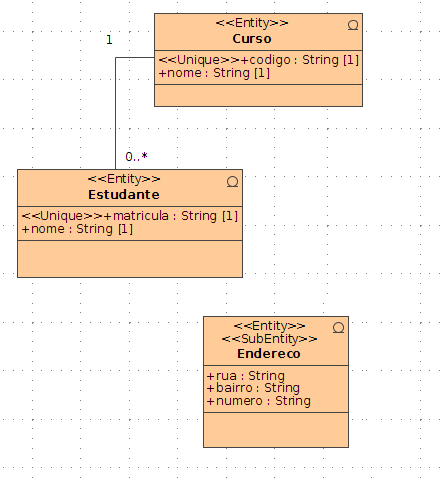 <<Entity>>
Curso
<<Unique>>+codigo : String [1]
+nome : String [1]
1
0..*
<<Entity>>
Estudante
<<Unique>>+matricula : String [1]
+nome : String [1]
<<Entity>>
<<SubEntity>>
Endereco
+rua : String
+bairro : String
+numero : String